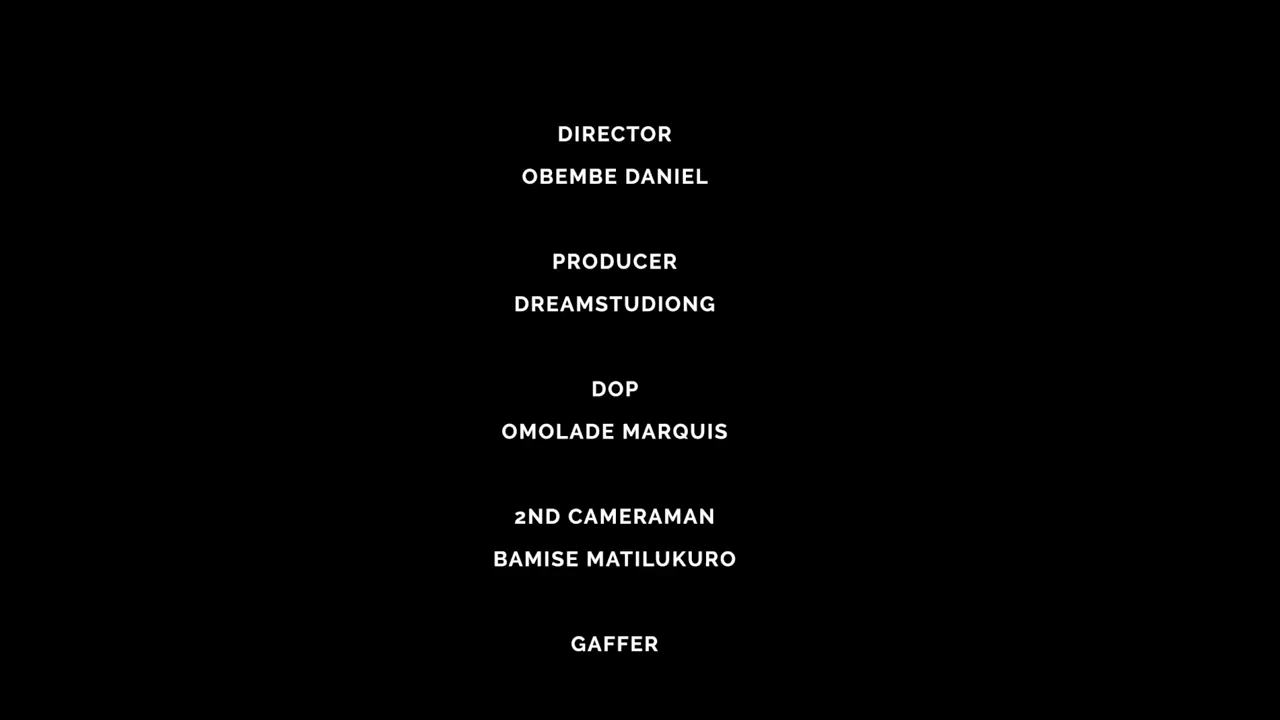 DIRECTOR
OBEMBE DANIEL
PRODUCER
DREAMSTUDIONG
DOP
OMOLADE MARQUIS
2ND CAMERAMAN
BAMISE MATILUKURO
GAFFER